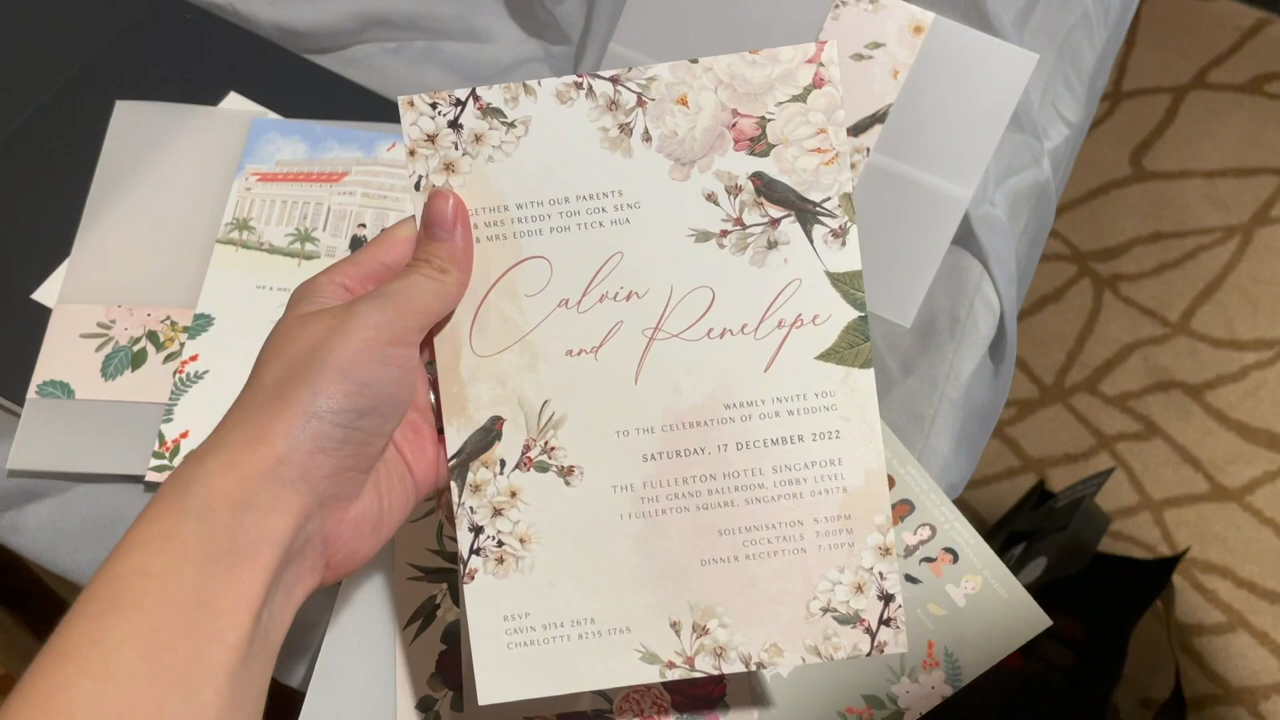 GETHER WITH OUR PARENTS
& MRS FREDDY TOH GOK SENG
& MRS EDDIE POH TECK HUA
Calvin
and Penelope
WARMLY INVITE YOU
TO THE CELEBRATION OF OUR WEDDING
SATURDAY, 17 DECEMBER 2022
THE FULLERTON HOTEL SINGAPORE
THE GRAND BALLROOM, LOBBY LEVEL
1 FULLERTON SQUARE, SINGAPORE 049178
SOLEMNISATION 5:30PM
COCKTAILS 7:00PM
DINNER RECEPTION 7:30PM
RSVP
GAVIN 9134 2678
CHARLOTTE 8235 1765
MR & MRS